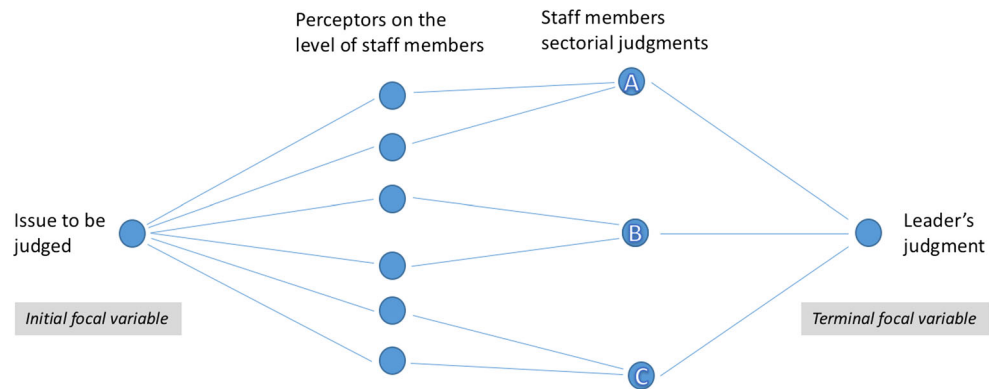 Perceptors on the
level of staff members
Staff members
sectorial judgments
A
Issue to be
judged
B
Leader's
judgment
Initial focal variable
Terminal focal variable
C